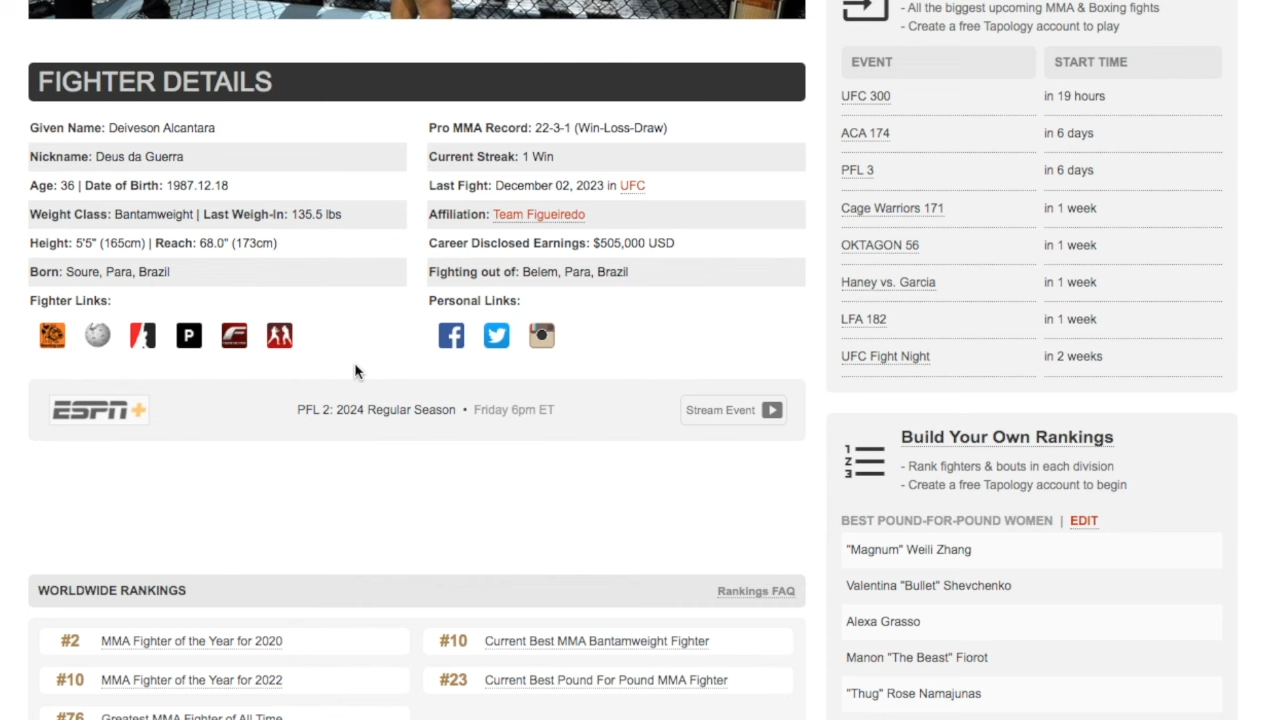 FIGHTER DETAILS
Given Name: Deiveson Alcantara
Nickname: Deus da Guerra
Age: 36 | Date of Birth: 1987.12.18
Weight Class: Bantamweight | Last Weigh-In: 135.5 lbs
Height: 5'5" (165cm) | Reach: 68.0" (173cm)
Born: Soure, Para, Brazil
Fighter Links:
Pro MMA Record: 22-3-1 (Win-Loss-Draw)
Current Streak: 1 Win
Last Fight: December 02, 2023 in UFC
Affiliation: Team Figueiredo
Career Disclosed Earnings: $505,000 USD
Fighting out of: Belem, Para, Brazil
Personal Links:
P
ESPN+
PFL 2: 2024 Regular Season • Friday 6pm ET
Stream Event
WORLDWIDE RANKINGS
Rankings FAQ
#2 MMA Fighter of the Year for 2020
#10 Current Best MMA Bantamweight Fighter
#10 MMA Fighter of the Year for 2022
#23 Current Best Pound For Pound MMA Fighter
#76 Greatest MMA Fighter of All Time
- All the biggest upcoming MMA & Boxing fights
- Create a free Tapology account to play
EVENT START TIME
UFC 300 in 19 hours
ACA 174 in 6 days
PFL 3 in 6 days
Cage Warriors 171 in 1 week
OKTAGON 56 in 1 week
Haney vs. Garcia in 1 week
LFA 182 in 1 week
UFC Fight Night in 2 weeks
1
2
3
Build Your Own Rankings
- Rank fighters & bouts in each division
- Create a free Tapology account to begin
BEST POUND-FOR-POUND WOMEN | EDIT
"Magnum" Weili Zhang
Valentina "Bullet" Shevchenko
Alexa Grasso
Manon "The Beast" Fiorot
"Thug" Rose Namajunas